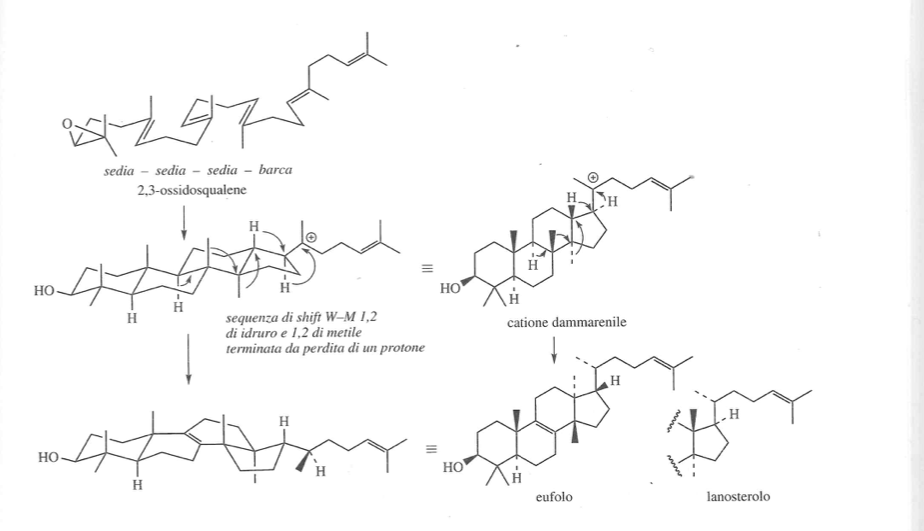 O
sedia – sedia – sedia – barca
2,3-ossidosqualene
H
⊕
H
HO
H
H
sequenza di shift W–M 1,2
di idruro e 1,2 di metile
terminata da perdita di un protone
≡
⊕
H
H
H
HO
H
catione dammarenile
H
HO
H
H
≡
H
HO
H
eufolo
H
lanosterolo